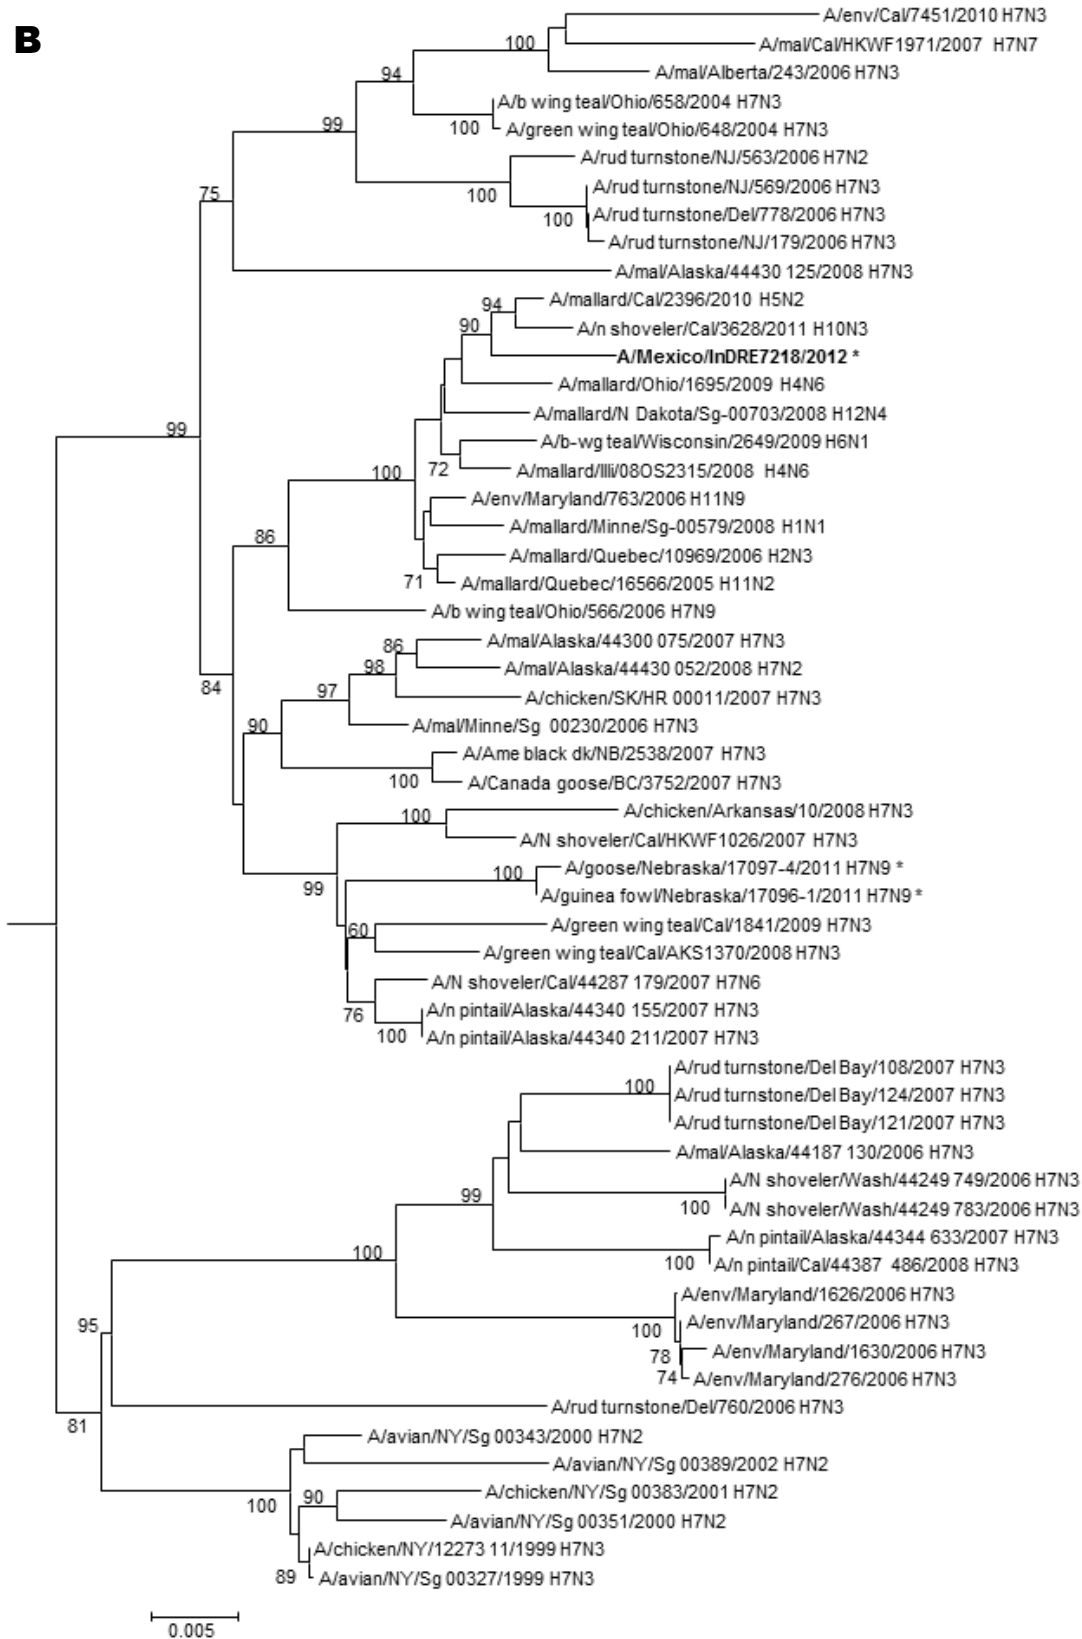 B
A/env/Cal/7451/2010 H7N3
100
A/mal/Cal/HKWF1971/2007 H7N7
A/mal/Alberta/243/2006 H7N3
94
A/b wing teal/Ohio/658/2004 H7N3
99
100
A/green wing teal/Ohio/648/2004 H7N3
A/rud turnstone/NJ/563/2006 H7N2
75
100
A/rud turnstone/NJ/569/2006 H7N3
100
A/rud turnstone/Del/778/2006 H7N3
A/rud turnstone/NJ/179/2006 H7N3
A/mal/Alaska/44430 125/2008 H7N3
94
A/mallard/Cal/2396/2010 H5N2
90
A/n shoveler/Cal/3628/2011 H10N3
A/Mexico/InDRE7218/2012 *
A/mallard/Ohio/1695/2009 H4N6
A/mallard/N Dakota/Sg-00703/2008 H12N4
99
A/b-wg teal/Wisconsin/2649/2009 H6N1
100
72
A/mallard/Illi/08OS2315/2008 H4N6
A/env/Maryland/763/2006 H11N9
A/mallard/Minne/Sg-00579/2008 H1N1
86
A/mallard/Quebec/10969/2006 H2N3
71
A/mallard/Quebec/16566/2005 H11N2
A/b wing teal/Ohio/566/2006 H7N9
86
A/mal/Alaska/44300 075/2007 H7N3
98
A/mal/Alaska/44430 052/2008 H7N2
84
97
A/chicken/SK/HR 00011/2007 H7N3
90
A/mal/Minne/Sg 00230/2006 H7N3
A/Ame black dk/NB/2538/2007 H7N3
100
A/Canada goose/BC/3752/2007 H7N3
100
A/chicken/Arkansas/10/2008 H7N3
A/N shoveler/Cal/HKWF1026/2007 H7N3
100
A/goose/Nebraska/17097-4/2011 H7N9 *
99
A/guinea fowl/Nebraska/17096-1/2011 H7N9 *
60
A/green wing teal/Cal/1841/2009 H7N3
A/green wing teal/Cal/AKS1370/2008 H7N3
A/N shoveler/Cal/44287 179/2007 H7N6
76
A/n pintail/Alaska/44340 155/2007 H7N3
100
A/n pintail/Alaska/44340 211/2007 H7N3
A/rud turnstone/Del Bay/108/2007 H7N3
100
A/rud turnstone/Del Bay/124/2007 H7N3
A/rud turnstone/Del Bay/121/2007 H7N3
A/mal/Alaska/44187 130/2006 H7N3
99
A/N shoveler/Wash/44249 749/2006 H7N3
100
A/N shoveler/Wash/44249 783/2006 H7N3
100
A/n pintail/Alaska/44344 633/2007 H7N3
100
A/n pintail/Cal/44387 486/2008 H7N3
A/env/Maryland/1626/2006 H7N3
95
100
A/env/Maryland/267/2006 H7N3
78
A/env/Maryland/1630/2006 H7N3
74
A/env/Maryland/276/2006 H7N3
A/rud turnstone/Del/760/2006 H7N3
81
A/avian/NY/Sg 00343/2000 H7N2
A/avian/NY/Sg 00389/2002 H7N2
100
90
A/chicken/NY/Sg 00383/2001 H7N2
A/avian/NY/Sg 00351/2000 H7N2
A/chicken/NY/12273 11/1999 H7N3
89
A/avian/NY/Sg 00327/1999 H7N3
0.005